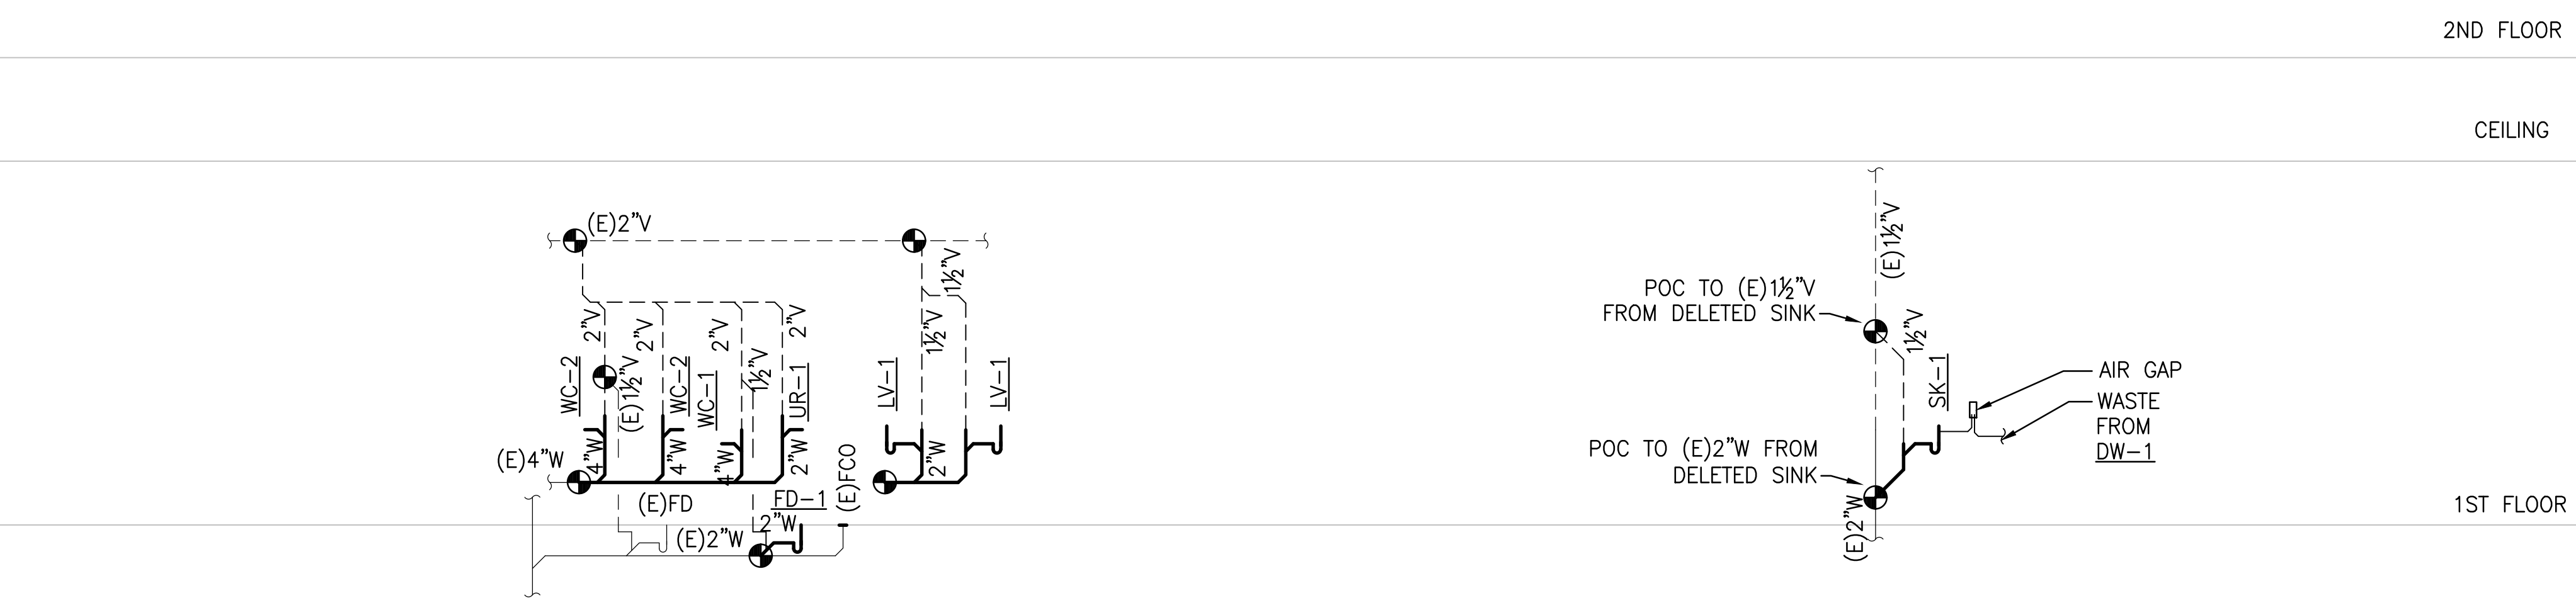 2ND FLOOR
CEILING
(E)2"V
1½"V
2"V
2"V
2"V
2"V
1½"V
WC-2
(E)1½"V
WC-2
WC-1
1½"V
UR-1
LV-1
LV-1
(E)4"W
4"W
4"W
4"W
2"W
2"W
(E)FD
FD-1
2"W
(E)FCO
(E)2"W
(E)1½"V
POC TO (E)1½"V
FROM DELETED SINK
1½"V
SK-1
AIR GAP
WASTE
FROM
DW-1
POC TO (E)2"W FROM
DELETED SINK
(E)2"W
1ST FLOOR